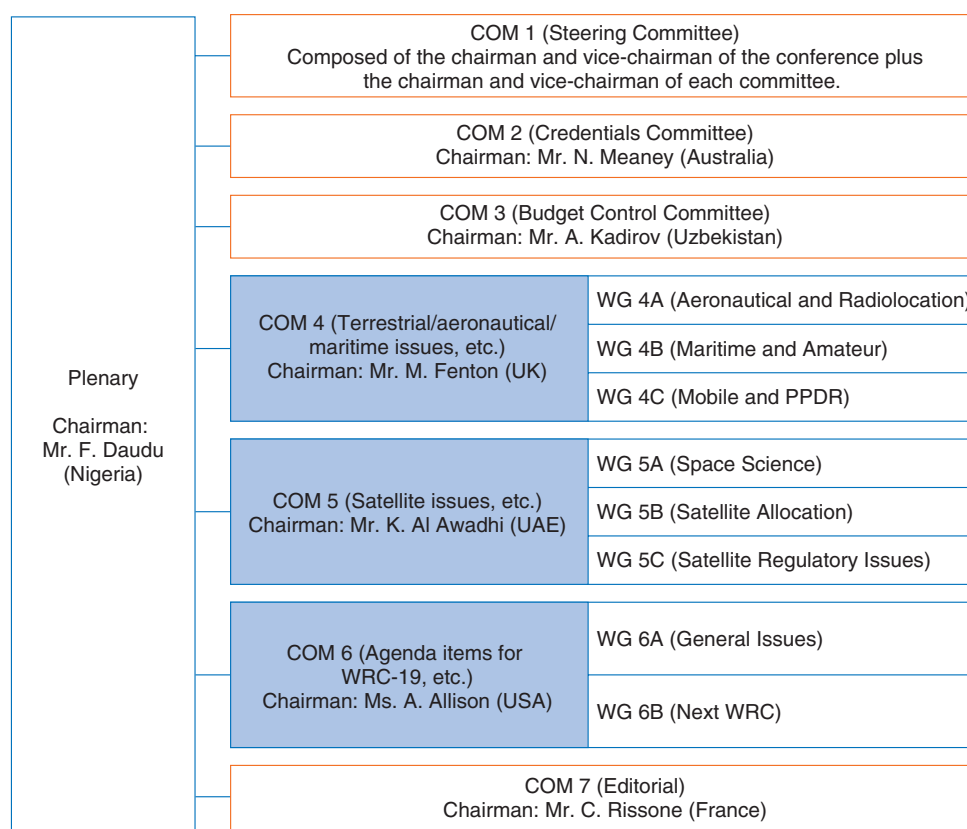 Plenary
Chairman:
Mr. F. Daudu
(Nigeria)
COM 1 (Steering Committee)
Composed of the chairman and vice-chairman of the conference plus
the chairman and vice-chairman of each committee.
COM 2 (Credentials Committee)
Chairman: Mr. N. Meaney (Australia)
COM 3 (Budget Control Committee)
Chairman: Mr. A. Kadirov (Uzbekistan)
COM 4 (Terrestrial/aeronautical/
maritime issues, etc.)
Chairman: Mr. M. Fenton (UK)
WG 4A (Aeronautical and Radiolocation)
WG 4B (Maritime and Amateur)
WG 4C (Mobile and PPDR)
COM 5 (Satellite issues, etc.)
Chairman: Mr. K. Al Awadhi (UAE)
WG 5A (Space Science)
WG 5B (Satellite Allocation)
WG 5C (Satellite Regulatory Issues)
COM 6 (Agenda items for
WRC-19, etc.)
Chairman: Ms. A. Allison (USA)
WG 6A (General Issues)
WG 6B (Next WRC)
COM 7 (Editorial)
Chairman: Mr. C. Rissone (France)